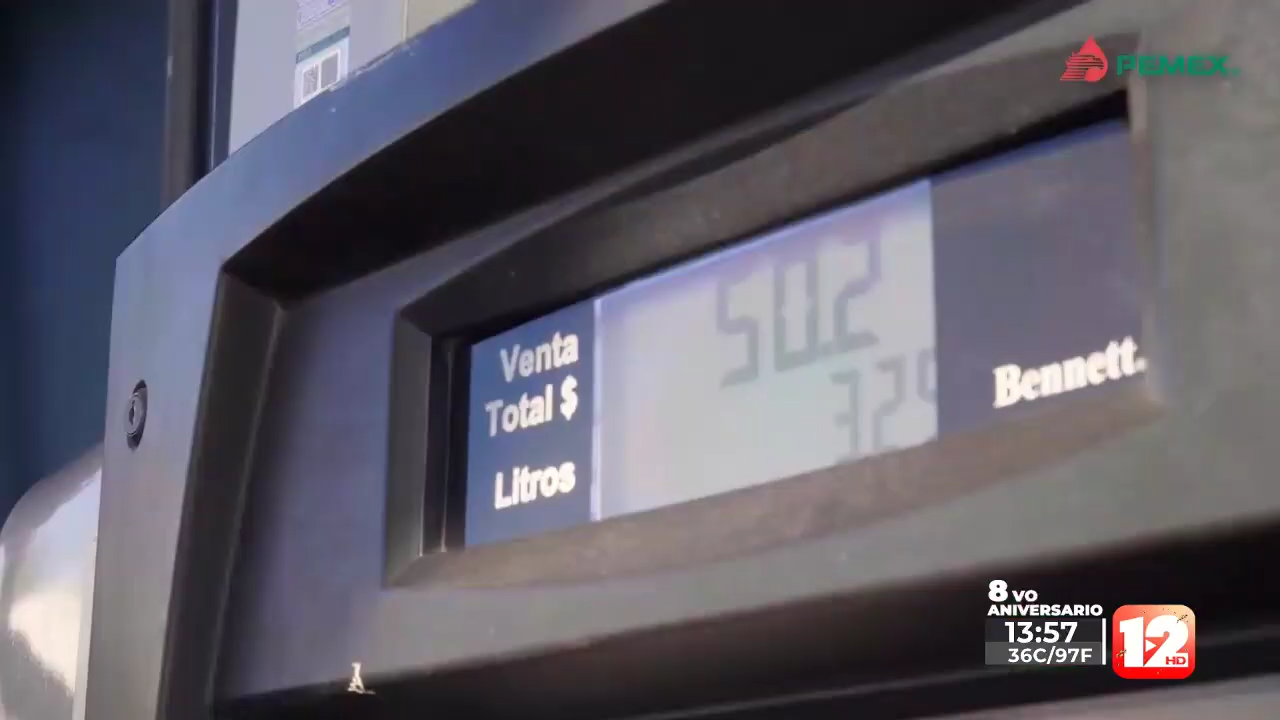 PEMEX
Venta
Total $
Litros
50.2
Bennett.
8 VO
ANIVERSARIO
13:57
36C/97F
12
HD